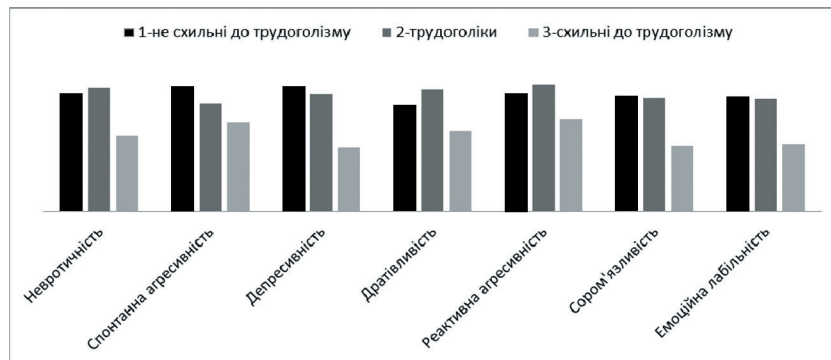 1-не схильні до трудоголізму 2-трудоголіки 3-схильні до трудоголізму
Невротичність
Спонтанна агресивність
Депресивність
Дратівливість
Реактивна агресивність
Сором'язливість
Емоційна лабільність